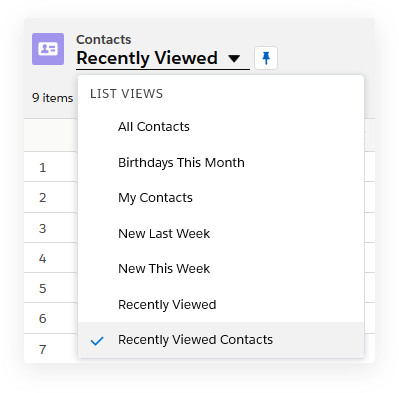 Contacts
Recently Viewed
9 items
LIST VIEWS
All Contacts
1
Birthdays This Month
2
My Contacts
3
New Last Week
4
New This Week
5
Recently Viewed
6
Recently Viewed Contacts
7